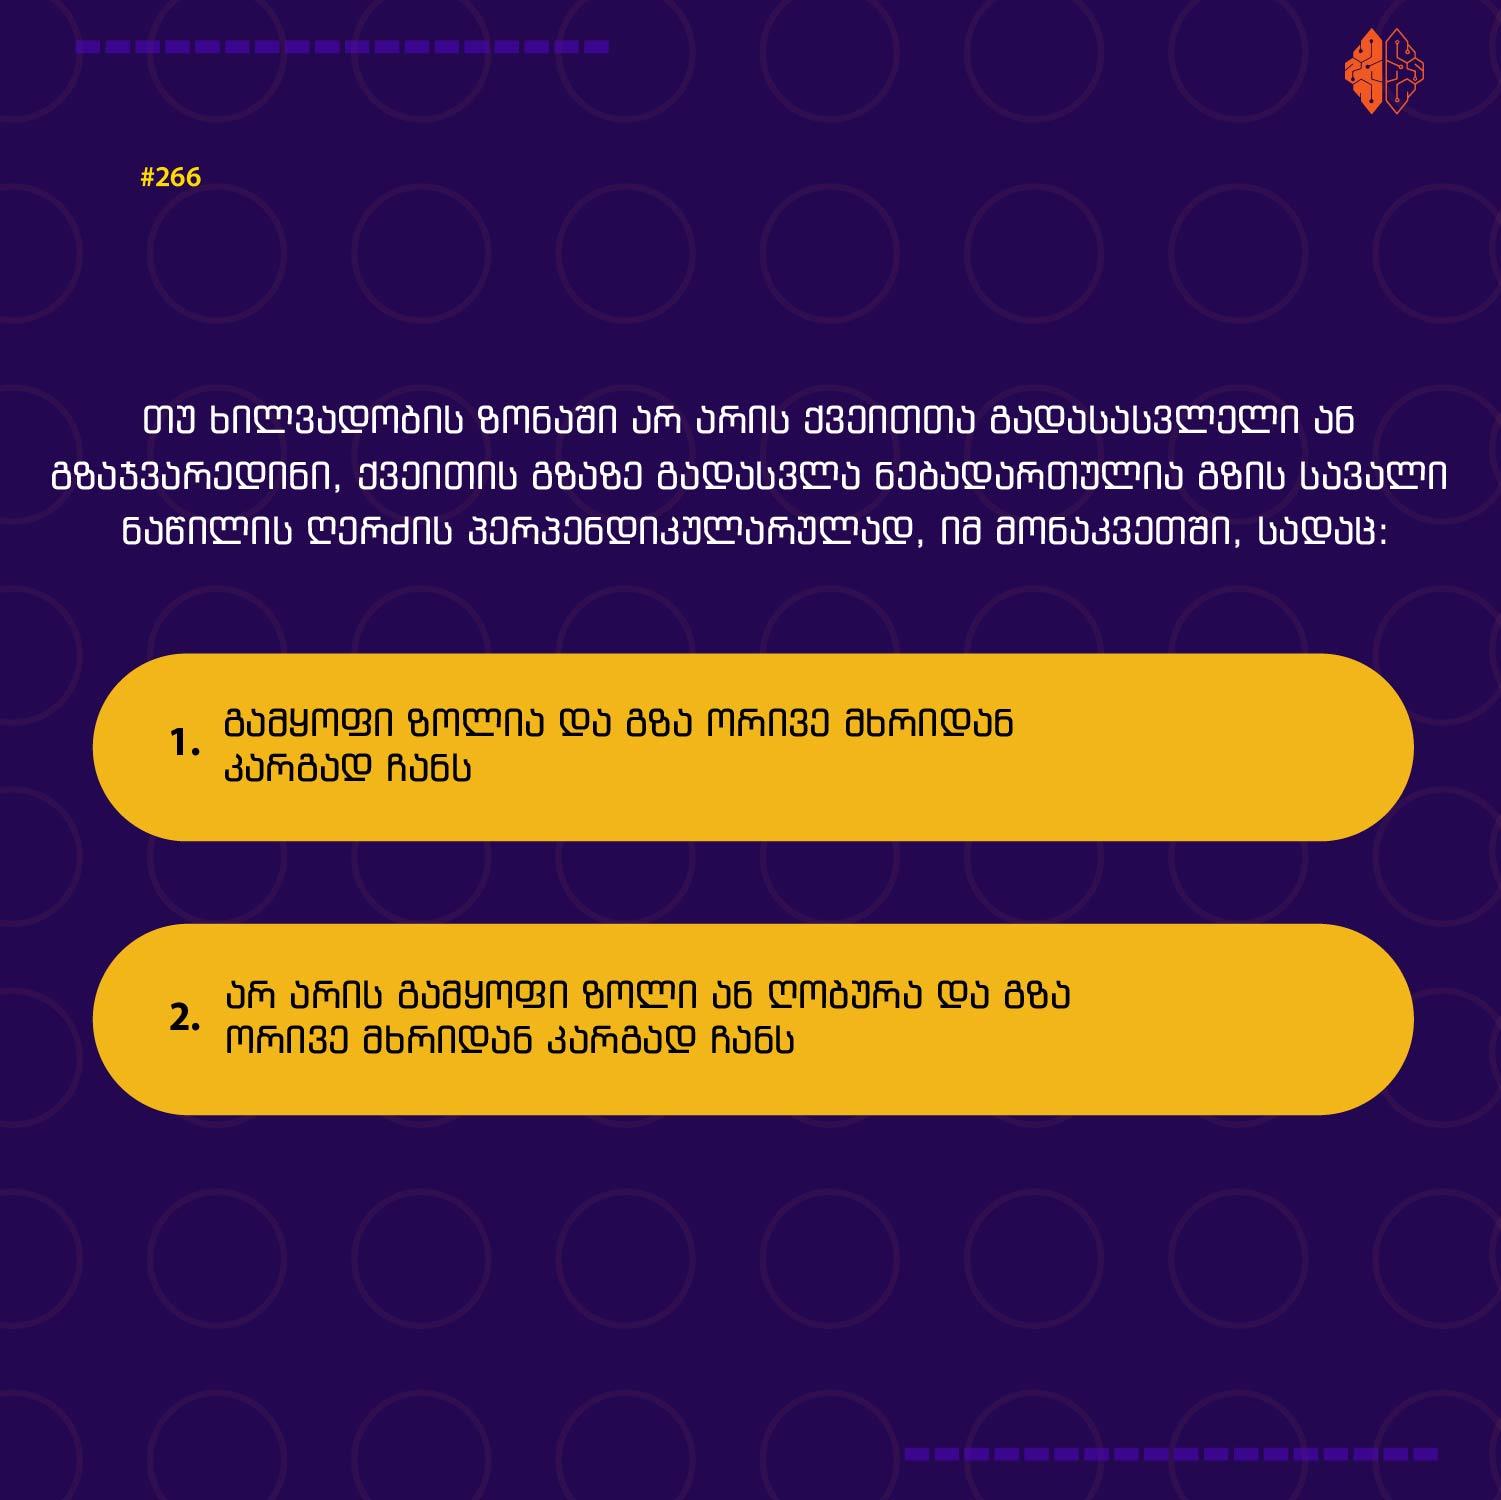 #266
თუ ხილვადობის ზონაში არ არის ქვეითთა გადასასვლელი ან
გზაჯვარედინი, ქვეითის გზაზე გადასვლა ნებადართულია გზის სავალი
ნაწილის ღერძის პერპენდიკულარულად, იმ მონაკვეთში, სადაც:
1. გამყოფი ზოლია და გზა ორივე მხრიდან
კარგად ჩანს
2. არ არის გამყოფი ზოლი ან ღობურა და გზა
ორივე მხრიდან კარგად ჩანს